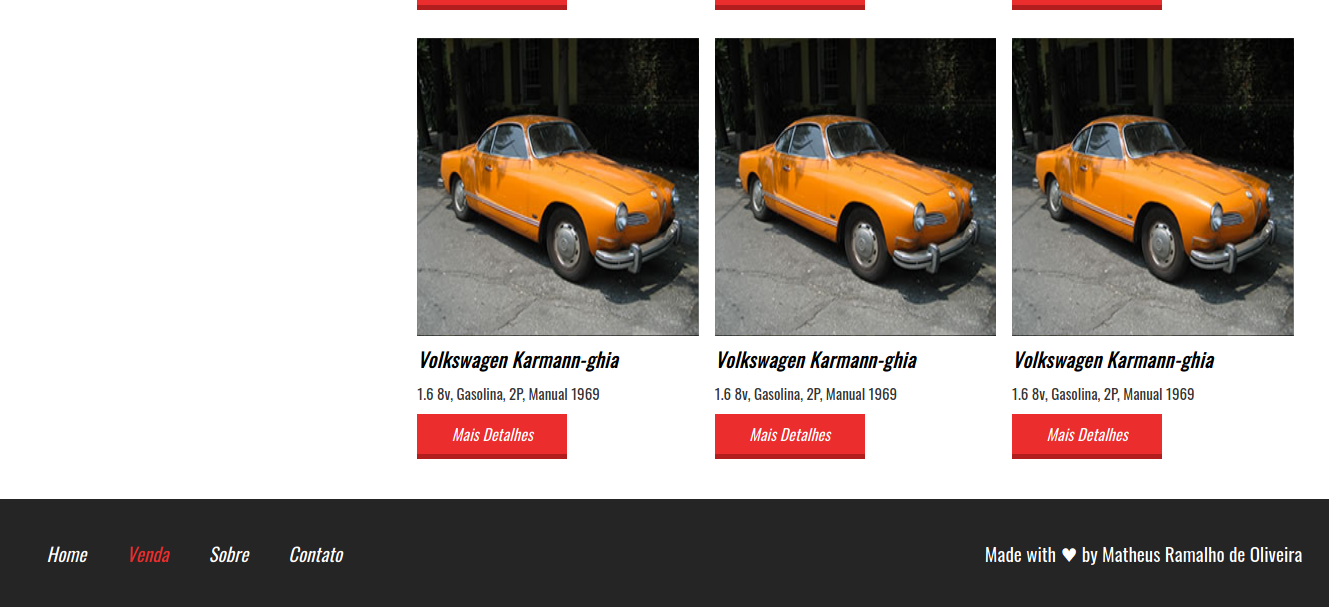 Volkswagen Karmann-ghia Volkswagen Karmann-ghia Volkswagen Karmann-ghia
1.6 8v, Gasolina, 2P, Manual 1969 1.6 8v, Gasolina, 2P, Manual 1969 1.6 8v, Gasolina, 2P, Manual 1969
Mais Detalhes Mais Detalhes Mais Detalhes
Home Venda Sobre Contato Made with ♥ by Matheus Ramalho de Oliveira